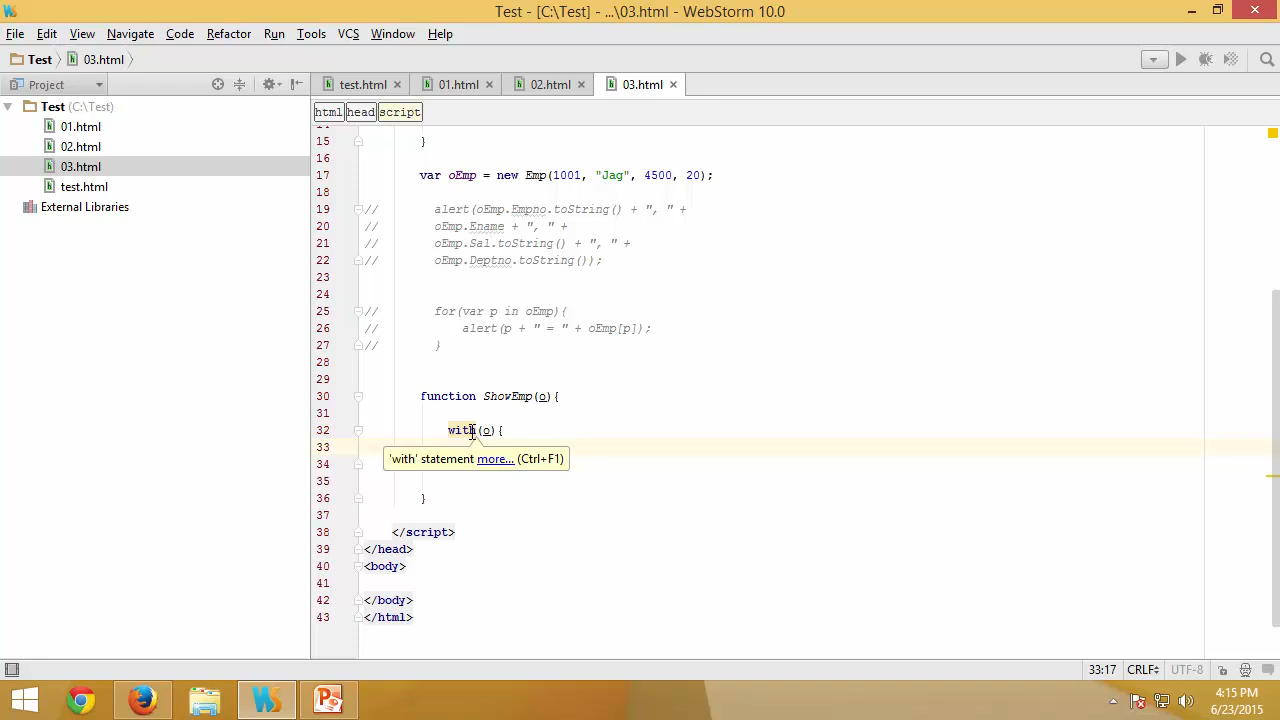 Test - [C:\Test] - ...\03.html - WebStorm 10.0
File Edit View Navigate Code Refactor Run Tools VCS Window Help
Test 03.html
Project
test.html 01.html 02.html 03.html
html head script
Test (C:\Test)
01.html
02.html
03.html
test.html
External Libraries
15 }
16
17 var oEmp = new Emp(1001, "Jag", 4500, 20);
18
19 // alert(oEmp.Empno.toString() + ", " +
20 // oEmp.Ename + ", " +
21 // oEmp.Sal.toString() + ", " +
22 // oEmp.Deptno.toString());
23
24
25 // for(var p in oEmp){
26 // alert(p + " = " + oEmp[p]);
27 // }
28
29
30 function ShowEmp(o){
31
32 with(o){
33
'with' statement more... (Ctrl+F1)
34
35
36 }
37
38 </script>
39 </head>
40 <body>
41
42 </body>
43 </html>
33:17 CRLF UTF-8
4:15 PM
6/23/2015